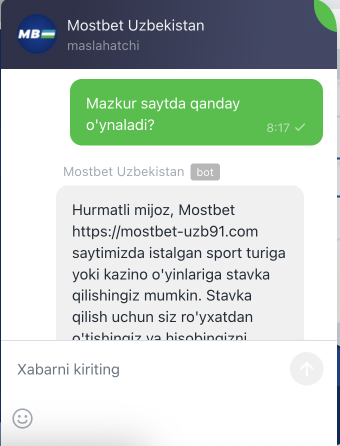 MB
Mostbet Uzbekistan
maslahatchi
Mazkur saytda qanday
o'ynaladi?
8:17
Mostbet Uzbekistan bot
Hurmatli mijoz, Mostbet
https://mostbet-uzb91.com
saytimizda istalgan sport turiga
yoki kazino o'yinlariga stavka
qilishingiz mumkin. Stavka
qilish uchun siz ro'yxatdan
o'tishingiz va hisobingizni
Xabarni kiriting